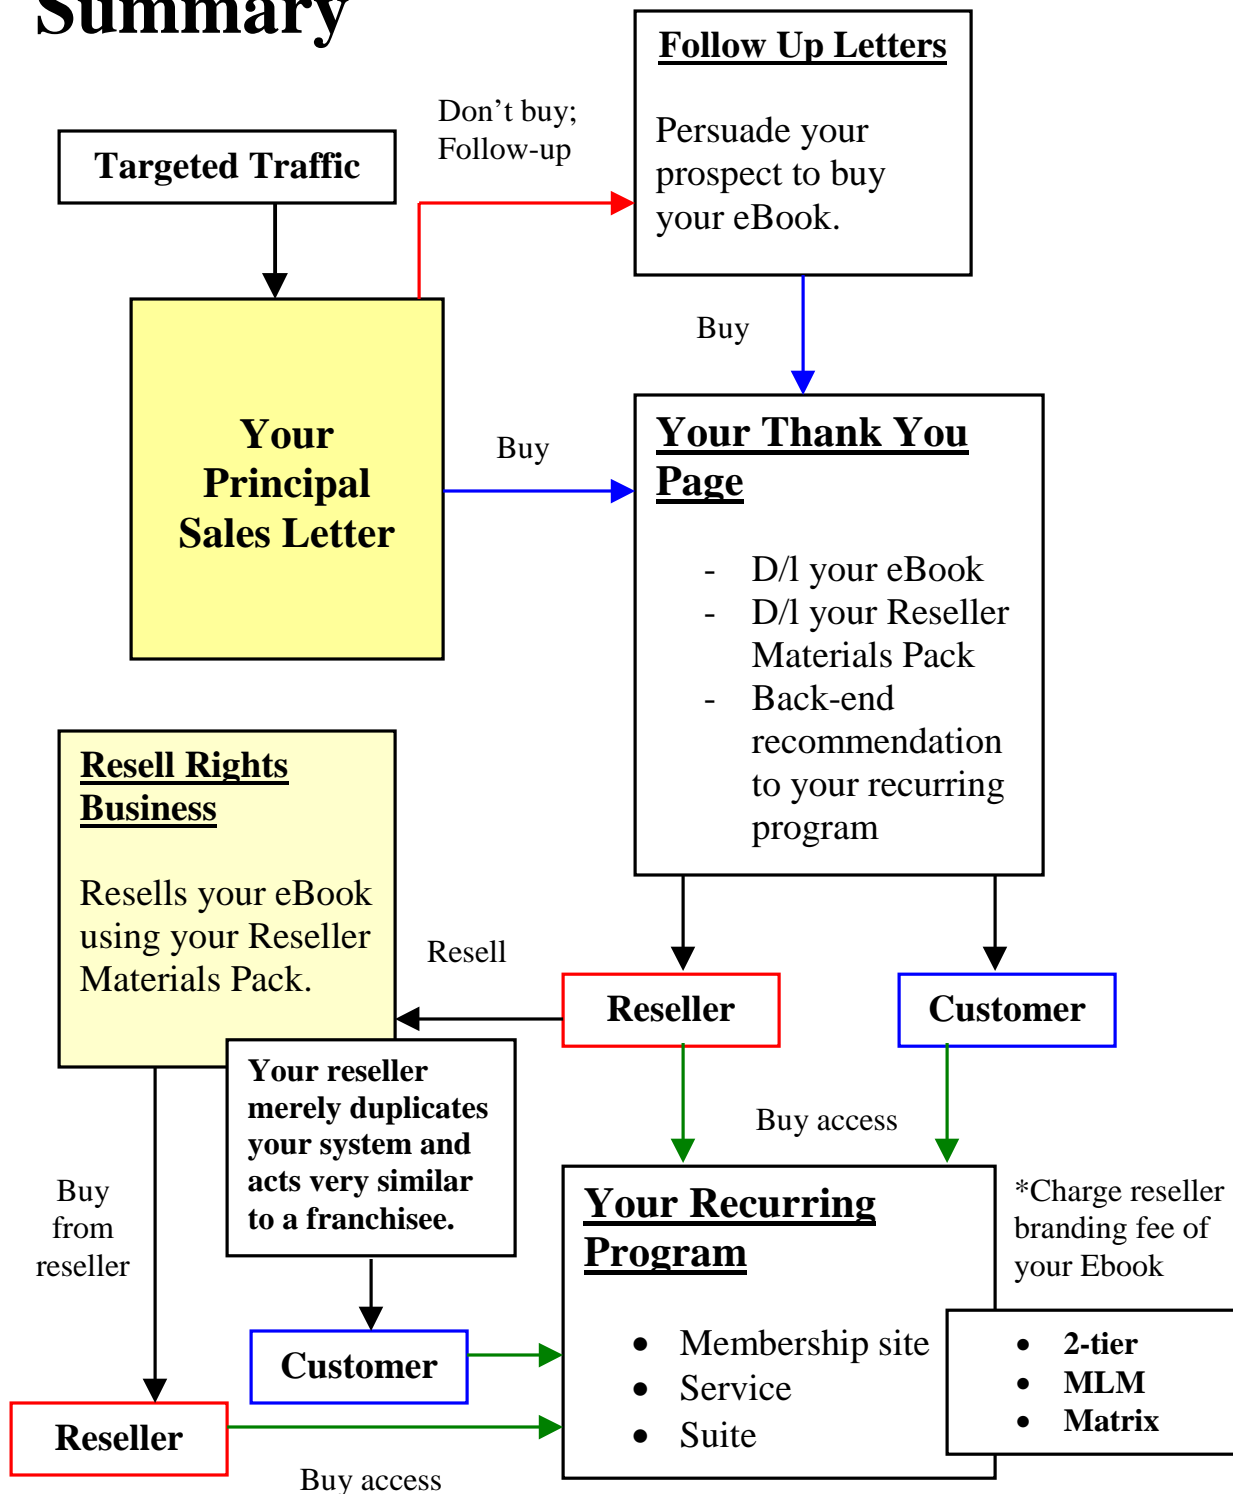 Summary
Follow Up Letters
Persuade your
prospect to buy
your eBook.
Don't buy;
Follow-up
Targeted Traffic
Buy
Your
Principal
Sales Letter
Buy
Your Thank You
Page
- D/l your eBook
- D/l your Reseller
Materials Pack
- Back-end
recommendation
to your recurring
program
Resell Rights
Business
Resells your eBook
using your Reseller
Materials Pack.
Resell
Reseller
Customer
Your reseller
merely duplicates
your system and
acts very similar
to a franchisee.
Buy access
Buy
from
reseller
Your Recurring
Program
• Membership site
• Service
• Suite
*Charge reseller
branding fee of
your Ebook
• 2-tier
• MLM
• Matrix
Customer
Reseller
Buy access